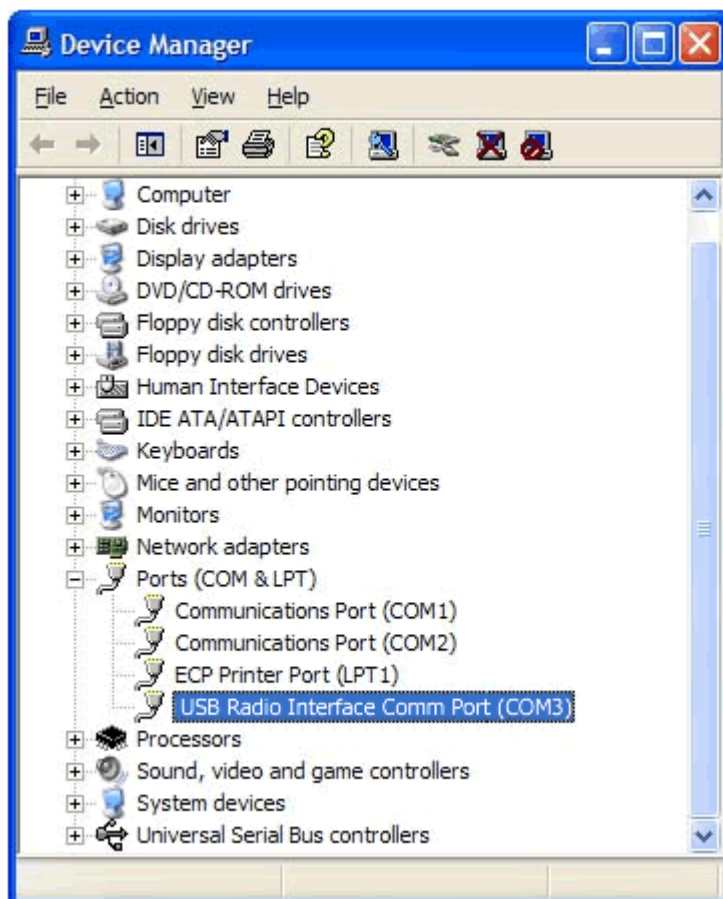 Device Manager
File Action View Help
Computer
Disk drives
Display adapters
DVD/CD-ROM drives
Floppy disk controllers
Floppy disk drives
Human Interface Devices
IDE ATA/ATAPI controllers
Keyboards
Mice and other pointing devices
Monitors
Network adapters
Ports (COM & LPT)
Communications Port (COM1)
Communications Port (COM2)
ECP Printer Port (LPT1)
USB Radio Interface Comm Port (COM3)
Processors
Sound, video and game controllers
System devices
Universal Serial Bus controllers